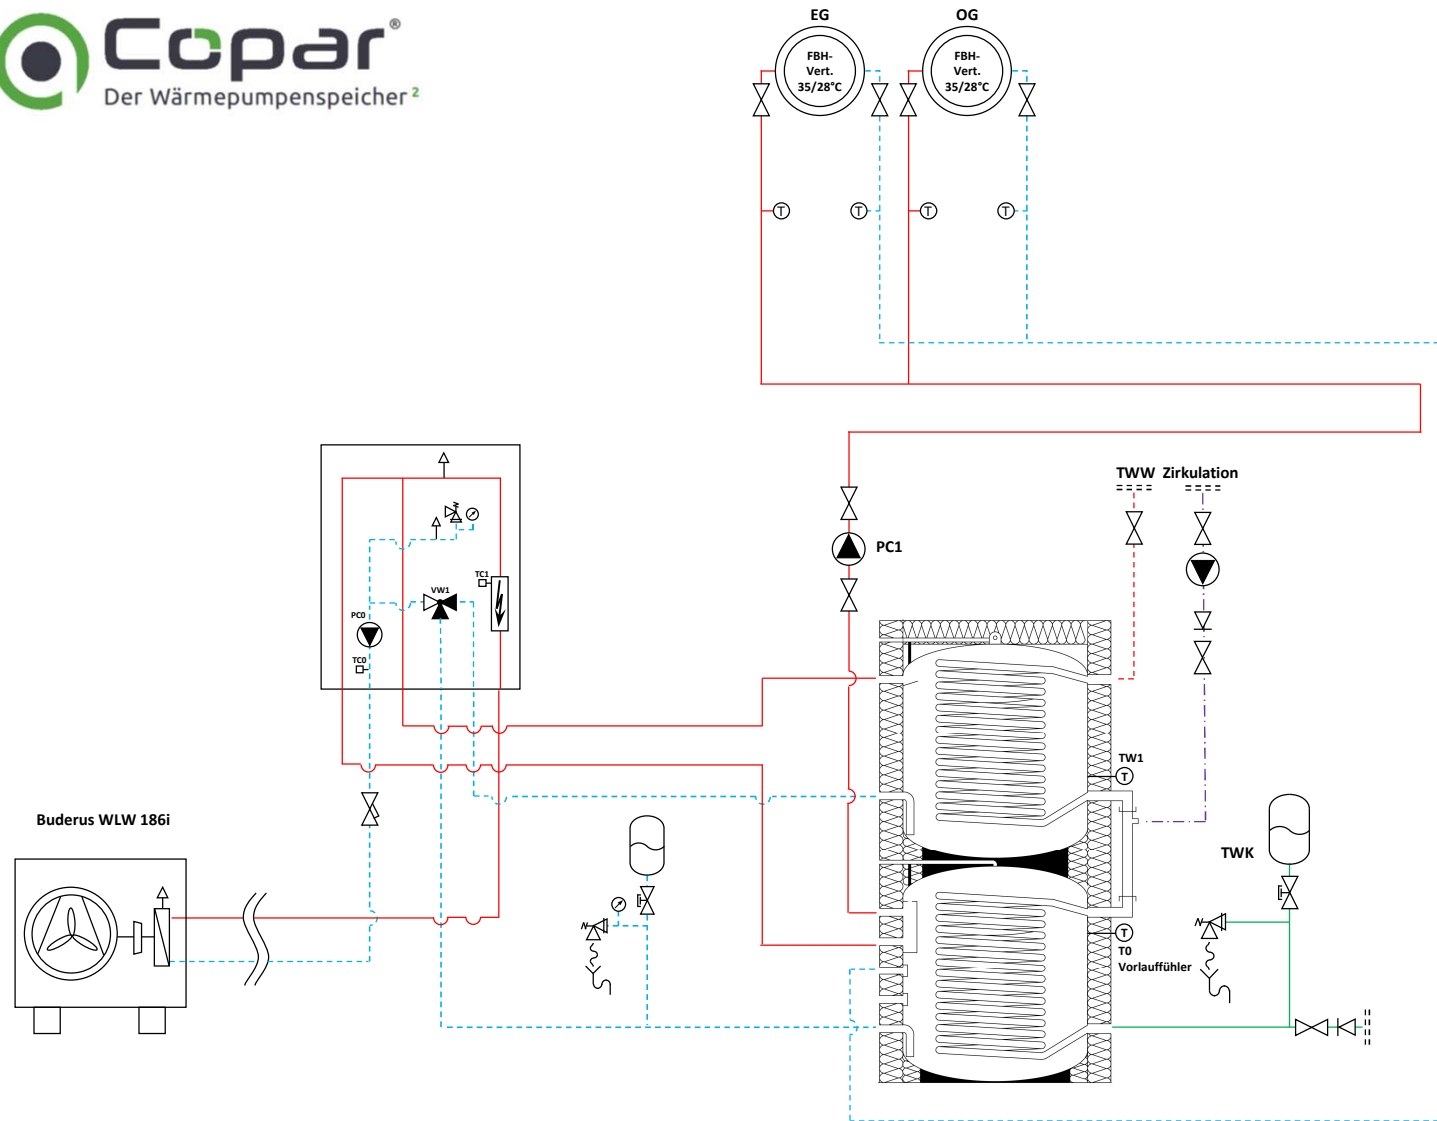 Copar®
Der Wärmepumpenspeicher²
EG
OG
FBH-
Vert.
35/28°C
FBH-
Vert.
35/28°C
T
T
T
T
TWW Zirkulation
PC1
TC1
VW1
PC0
TC0
TW1
T
Buderus WLW 186i
TWK
T
T0
Vorlauffühler